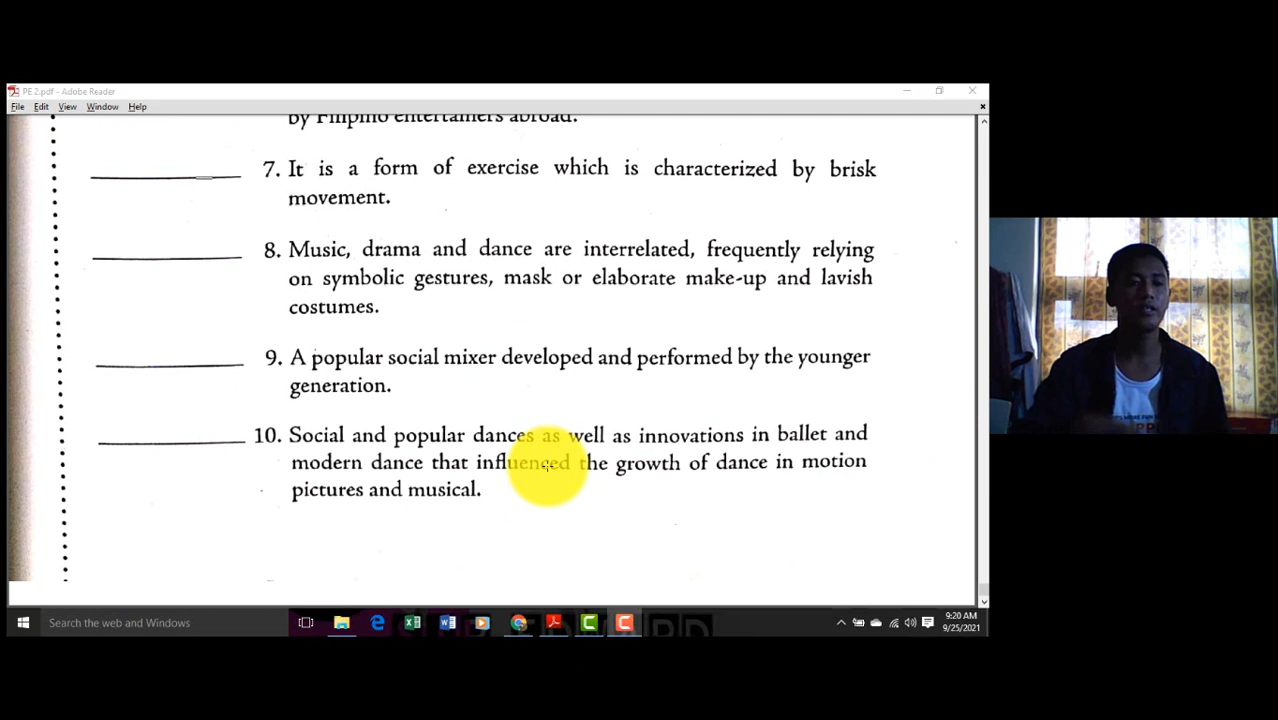 PE 2.pdf - Adobe Reader
File Edit View Window Help
by Filipino entertainers abroad.
7. It is a form of exercise which is characterized by brisk
movement.
8. Music, drama and dance are interrelated, frequently relying
on symbolic gestures, mask or elaborate make-up and lavish
costumes.
9. A popular social mixer developed and performed by the younger
generation.
10. Social and popular dances as well as innovations in ballet and
modern dance that influenced the growth of dance in motion
pictures and musical.
Search the web and Windows
9:20 AM
9/25/2021